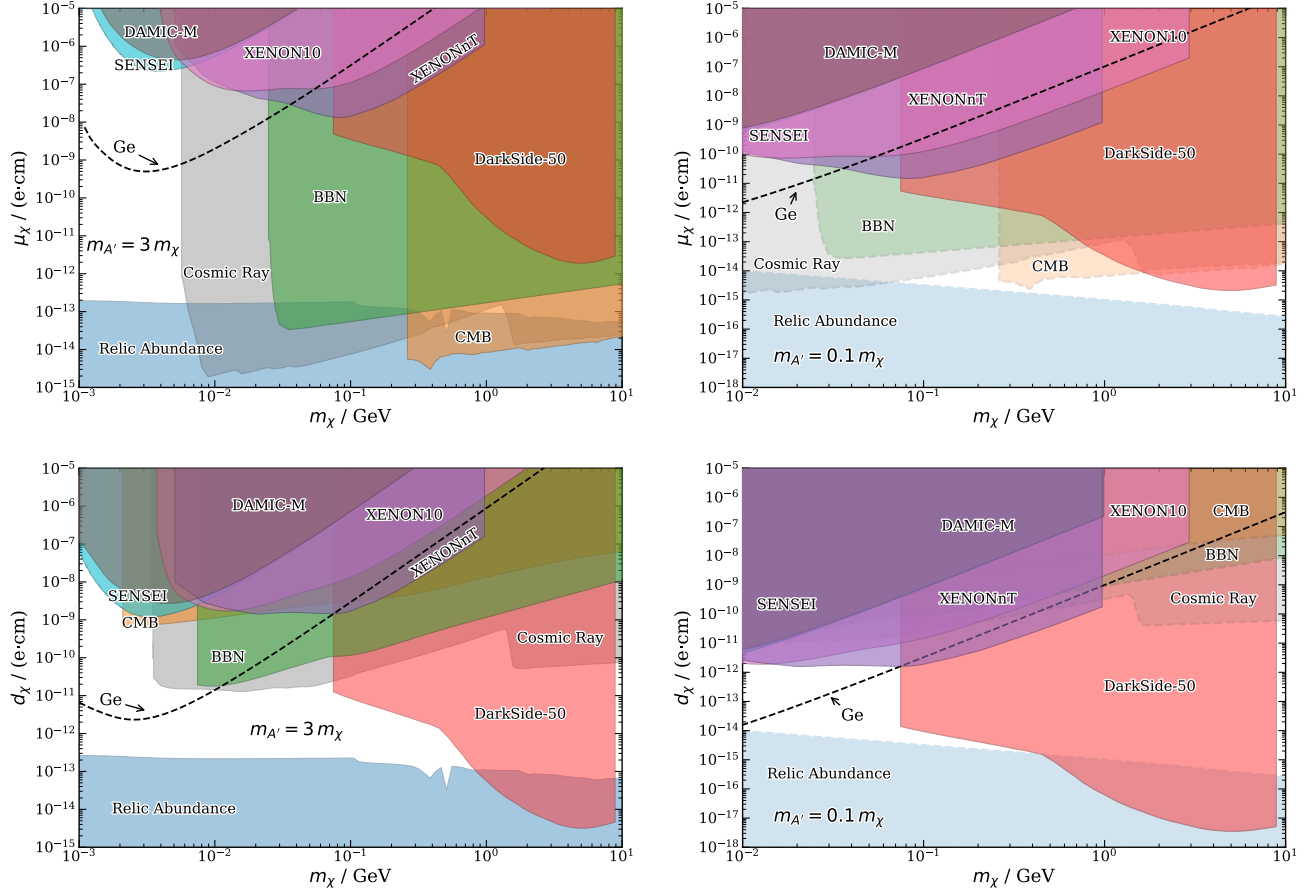 10⁻⁵
10⁻⁶
10⁻⁷
10⁻⁸
10⁻⁹
10⁻¹⁰
10⁻¹¹
10⁻¹²
10⁻¹³
10⁻¹⁴
10⁻¹⁵
μχ / (e·cm)
DAMIC-M
SENSEI
XENON10
XENONnT
Ge
DarkSide-50
BBN
m_A′ = 3 mχ
Cosmic Ray
Relic Abundance
CMB
10⁻³ 10⁻² 10⁻¹ 10⁰ 10¹
mχ / GeV
10⁻⁵
10⁻⁶
10⁻⁷
10⁻⁸
10⁻⁹
10⁻¹⁰
10⁻¹¹
10⁻¹²
10⁻¹³
10⁻¹⁴
10⁻¹⁵
10⁻¹⁶
10⁻¹⁷
10⁻¹⁸
μχ / (e·cm)
XENON10
DAMIC-M
XENONnT
SENSEI
DarkSide-50
Ge
BBN
Cosmic Ray
CMB
Relic Abundance
m_A′ = 0.1 mχ
10⁻² 10⁻¹ 10⁰ 10¹
mχ / GeV
10⁻⁵
10⁻⁶
10⁻⁷
10⁻⁸
10⁻⁹
10⁻¹⁰
10⁻¹¹
10⁻¹²
10⁻¹³
10⁻¹⁴
10⁻¹⁵
dχ / (e·cm)
DAMIC-M
XENON10
XENONnT
SENSEI
CMB
Cosmic Ray
BBN
Ge
DarkSide-50
m_A′ = 3 mχ
Relic Abundance
10⁻³ 10⁻² 10⁻¹ 10⁰ 10¹
mχ / GeV
10⁻⁵
10⁻⁶
10⁻⁷
10⁻⁸
10⁻⁹
10⁻¹⁰
10⁻¹¹
10⁻¹²
10⁻¹³
10⁻¹⁴
10⁻¹⁵
10⁻¹⁶
10⁻¹⁷
10⁻¹⁸
dχ / (e·cm)
XENON10
CMB
DAMIC-M
BBN
SENSEI
XENONnT
Cosmic Ray
DarkSide-50
Ge
Relic Abundance
m_A′ = 0.1 mχ
10⁻² 10⁻¹ 10⁰ 10¹
mχ / GeV